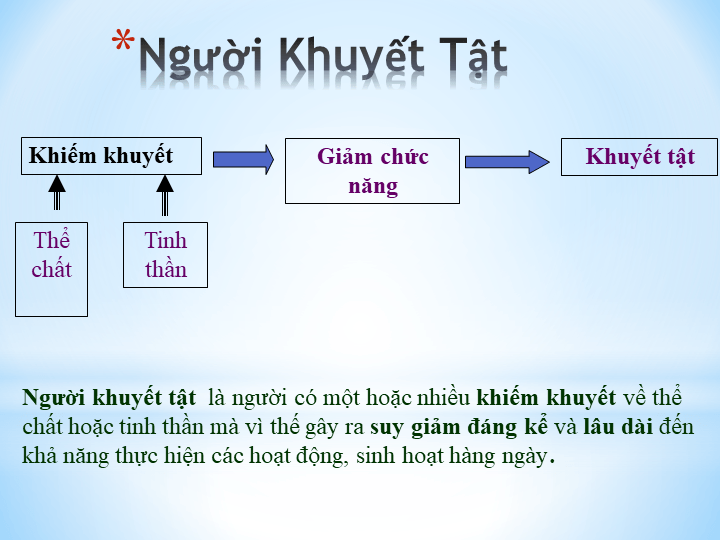 * Người Khuyết Tật
Khiếm khuyết
Giảm chức
năng
Khuyết tật
Thể
chất
Tinh
thần
Người khuyết tật là người có một hoặc nhiều khiếm khuyết về thể
chất hoặc tinh thần mà vì thế gây ra suy giảm đáng kể và lâu dài đến
khả năng thực hiện các hoạt động, sinh hoạt hàng ngày.